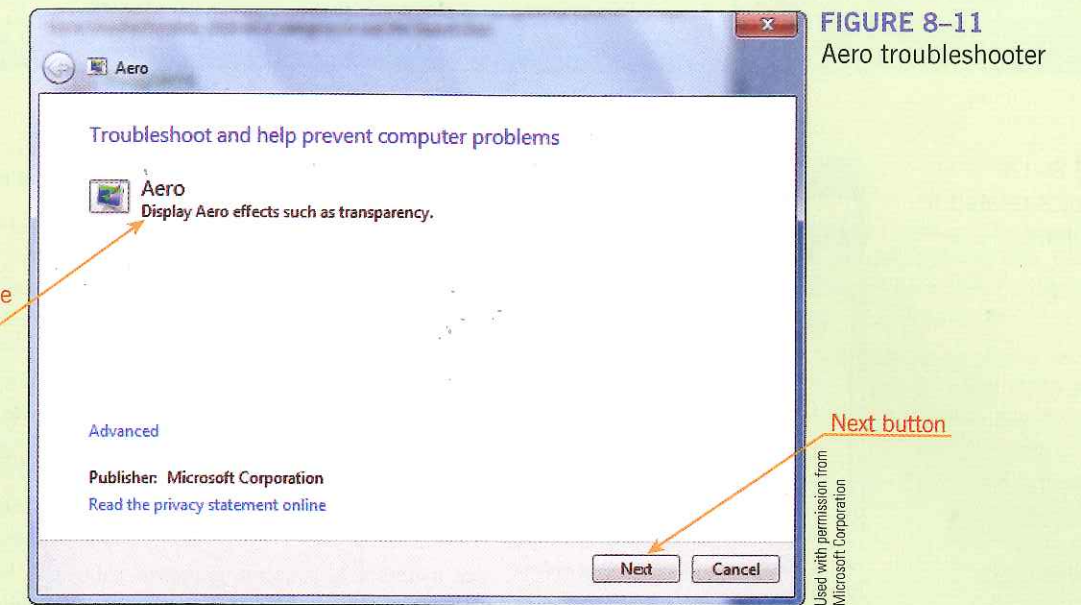 FIGURE 8–11
Aero troubleshooter
Aero
Troubleshoot and help prevent computer problems
Aero
Display Aero effects such as transparency.
e
Advanced
Next button
Publisher: Microsoft Corporation
Read the privacy statement online
Next
Cancel
Used with permission from
Microsoft Corporation